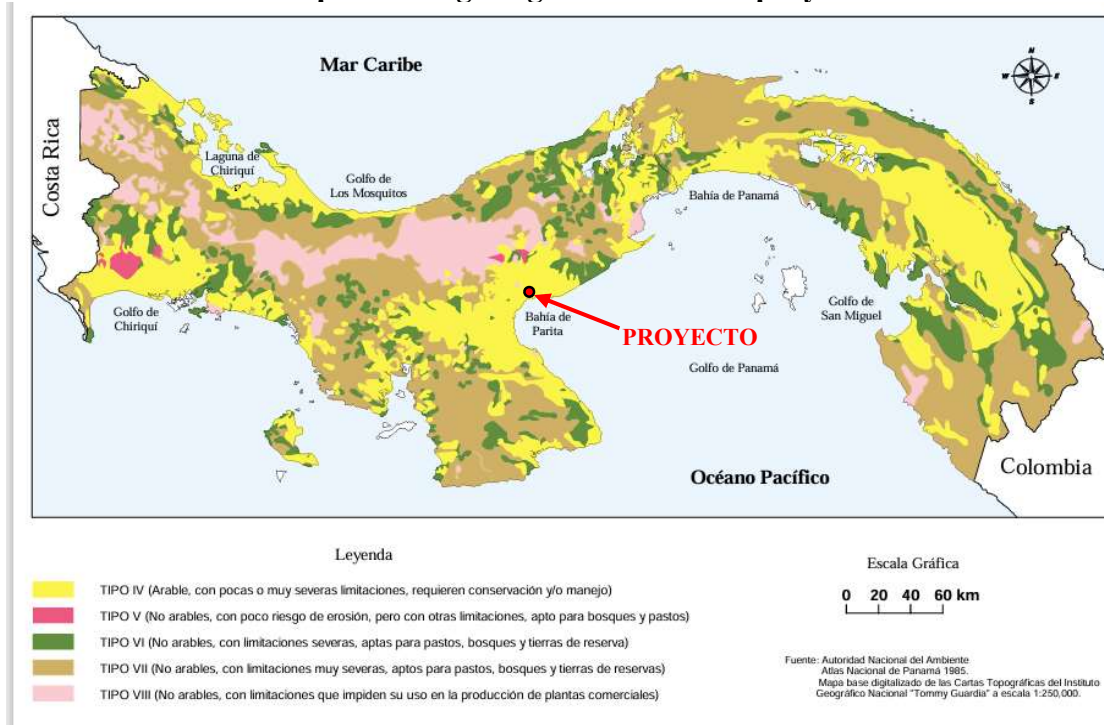 Mar Caribe
N
W
E
S
Costa Rica
Laguna de
Chiriquí
Golfo de
Los Mosquitos
Bahía de Panamá
Golfo de
Chiriquí
Bahía de
Parita
PROYECTO
Golfo de
San Miguel
Golfo de Panamá
Océano Pacífico
Colombia
Leyenda
TIPO IV (Arable, con pocas o muy severas limitaciones, requieren conservación y/o manejo)
TIPO V (No arables, con poco riesgo de erosión, pero con otras limitaciones, apto para bosques y pastos)
TIPO VI (No arables, con limitaciones severas, aptas para pastos, bosques y tierras de reserva)
TIPO VII (No arables, con limitaciones muy severas, aptos para pastos, bosques y tierras de reservas)
TIPO VIII (No arables, con limitaciones que impiden su uso en la producción de plantas comerciales)
Escala Gráfica
0 20 40 60 km
Fuente: Autoridad Nacional del Ambiente
Atlas Nacional de Panamá 1985.
Mapa base digitalizado de las Cartas Topográficas del Instituto
Geográfico Nacional "Tommy Guardia" a escala 1:250,000.